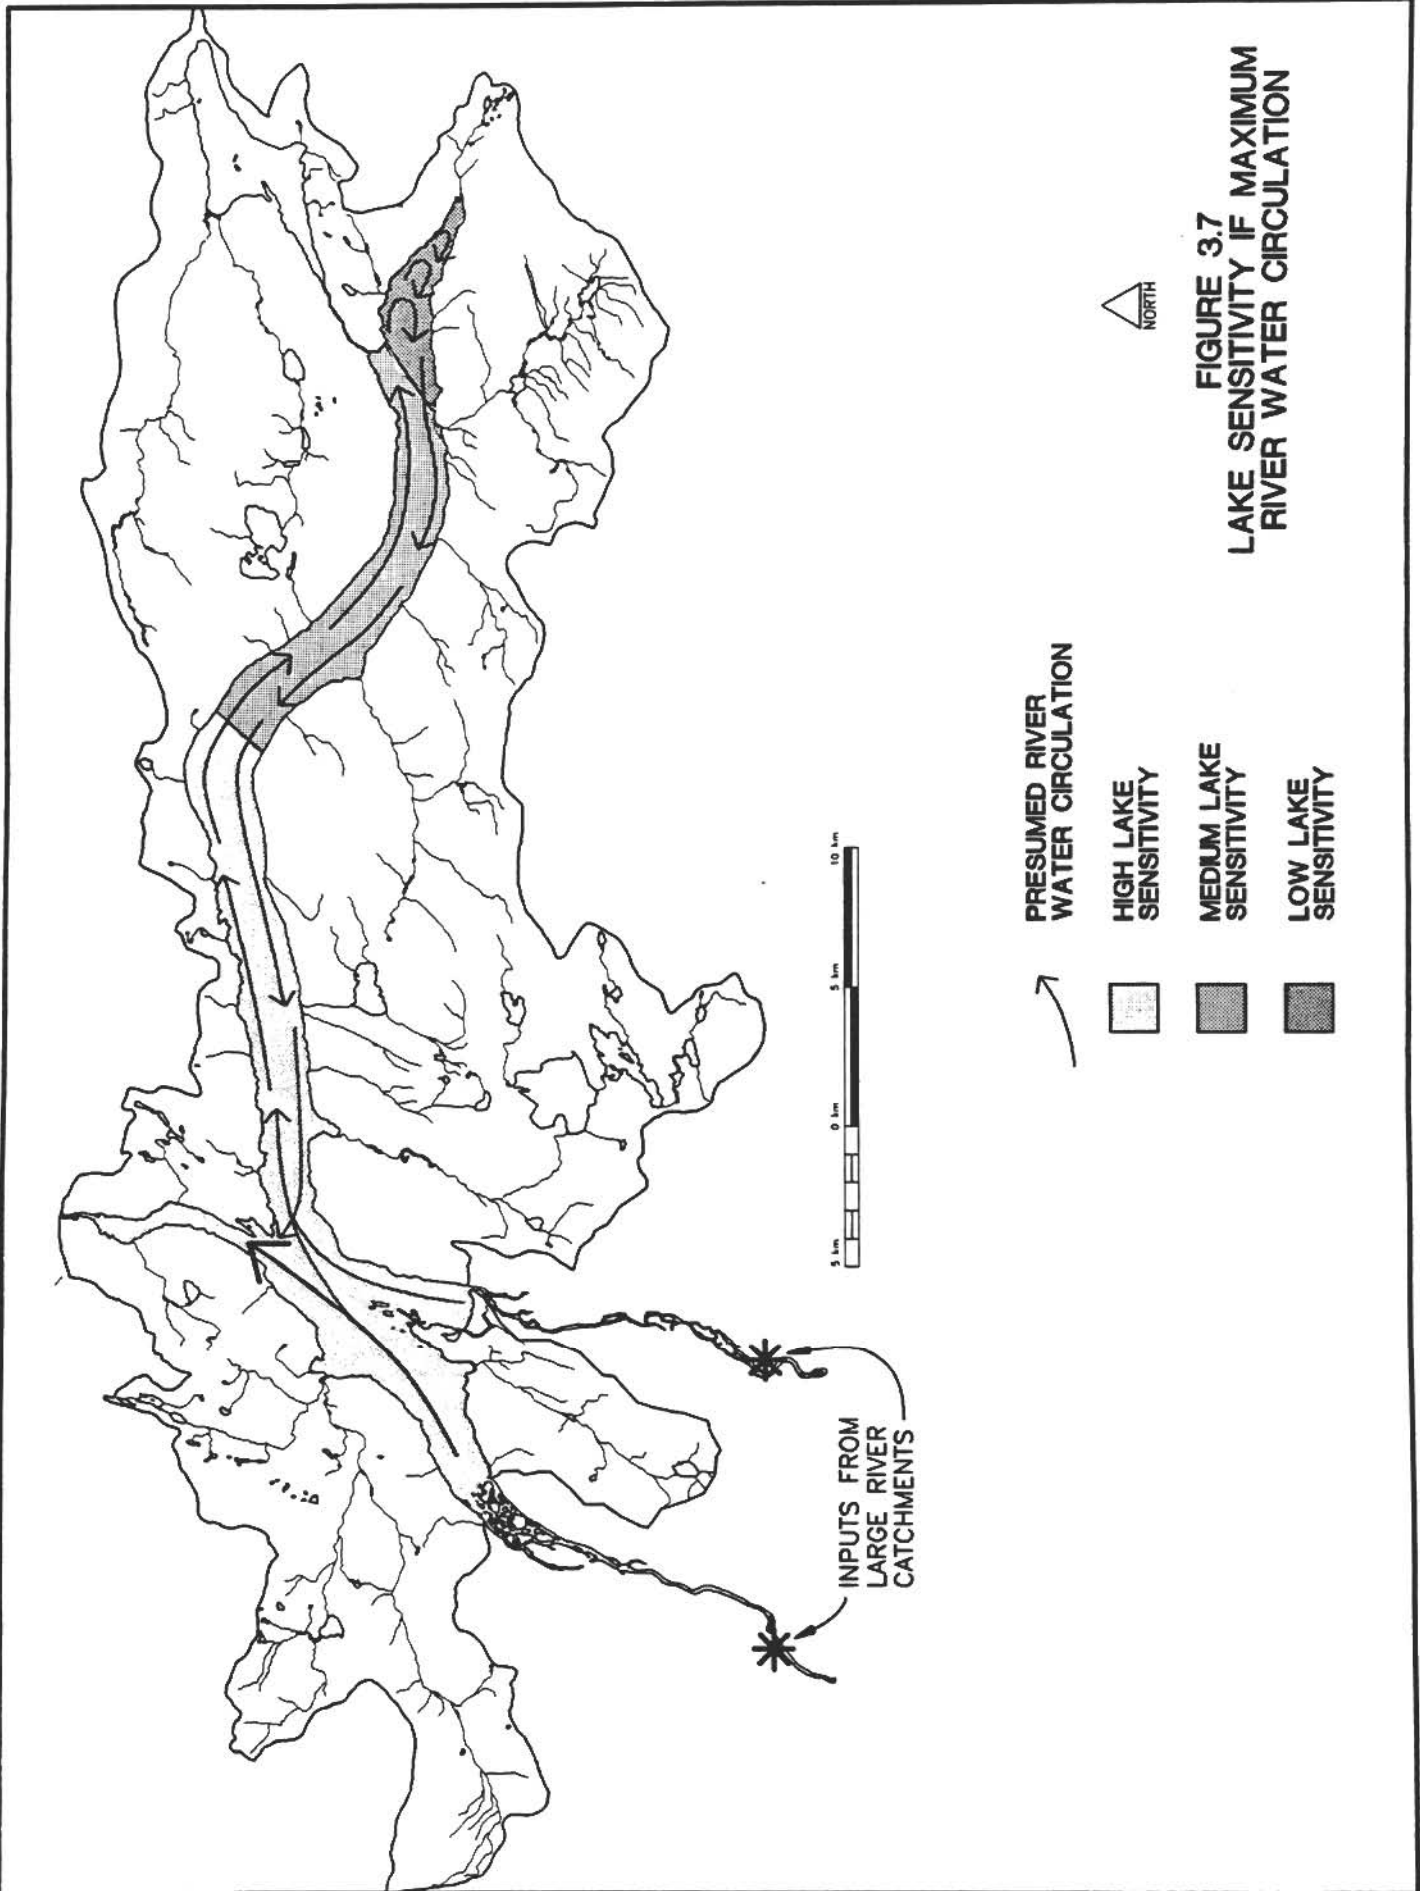 INPUTS FROM
LARGE RIVER
CATCHMENTS
5 km
0 km
5 km
10 km
PRESUMED RIVER
WATER CIRCULATION
HIGH LAKE
SENSITIVITY
MEDIUM LAKE
SENSITIVITY
LOW LAKE
SENSITIVITY
NORTH
FIGURE 3.7
LAKE SENSITIVITY IF MAXIMUM
RIVER WATER CIRCULATION